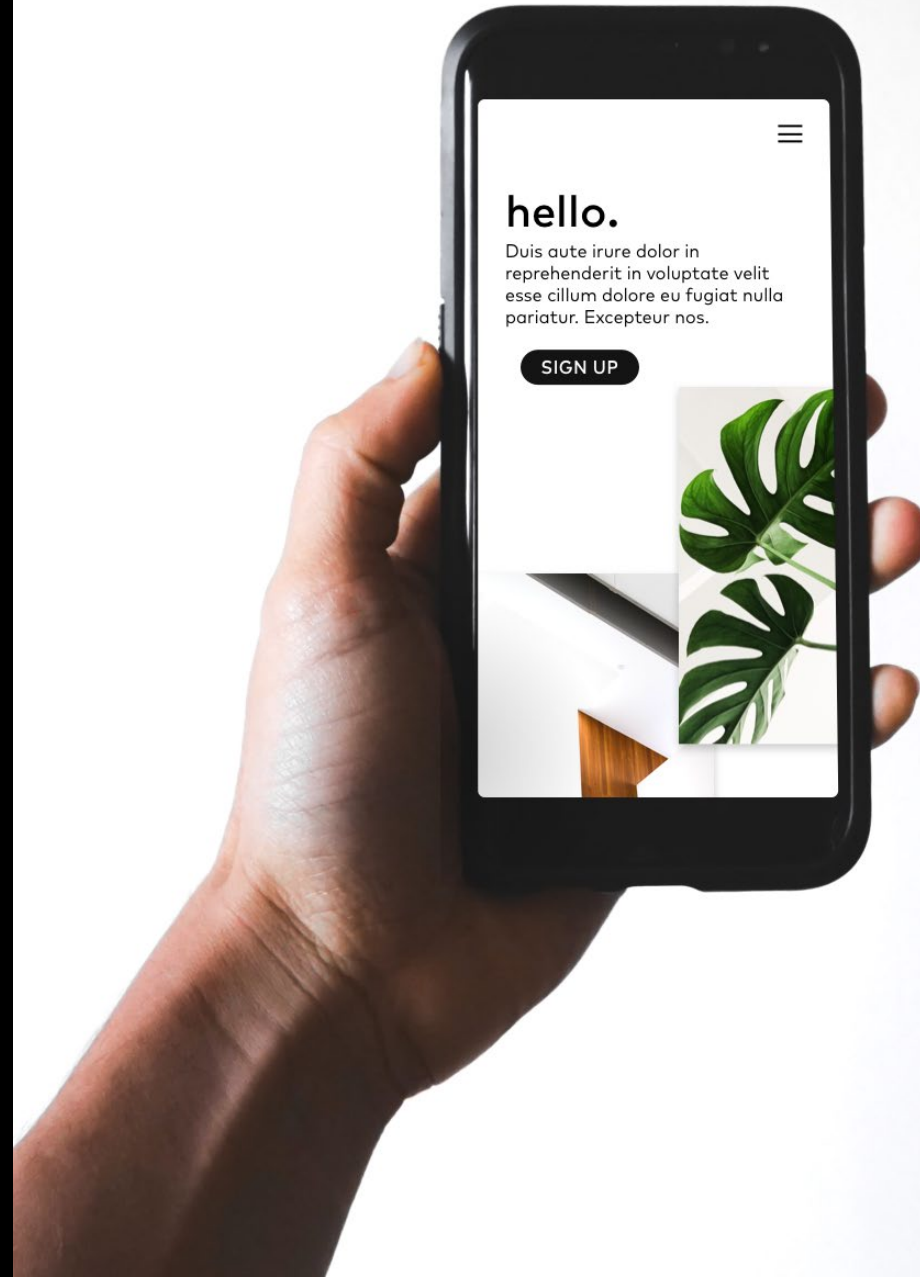 hello.
Duis aute irure dolor in
reprehenderit in voluptate velit
esse cillum dolore eu fugiat nulla
pariatur. Excepteur nos.
SIGN UP